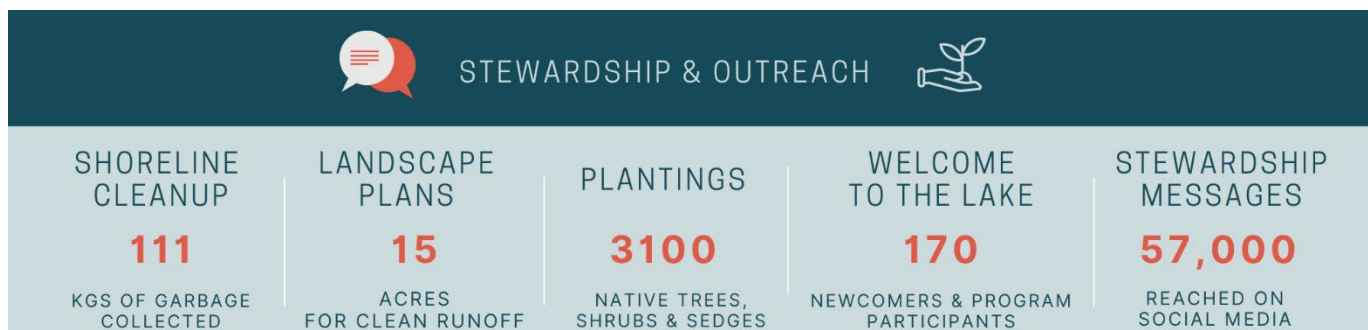 STEWARDSHIP & OUTREACH
SHORELINE
CLEANUP
111
KGS OF GARBAGE
COLLECTED
LANDSCAPE
PLANS
15
ACRES
FOR CLEAN RUNOFF
PLANTINGS
3100
NATIVE TREES,
SHRUBS & SEDGES
WELCOME
TO THE LAKE
170
NEWCOMERS & PROGRAM
PARTICIPANTS
STEWARDSHIP
MESSAGES
57,000
REACHED ON
SOCIAL MEDIA